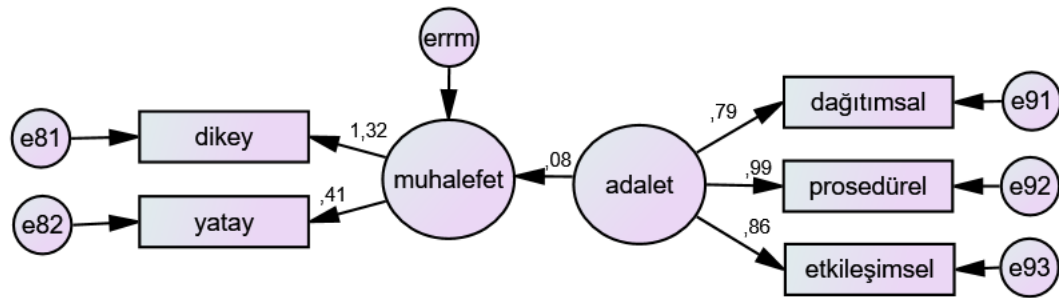 errm
e81
dikey
1,32
muhalefet
e82
yatay
,41
,08
adalet
,79
dağıtımsal
e91
,99
prosedürel
e92
,86
etkileşimsel
e93